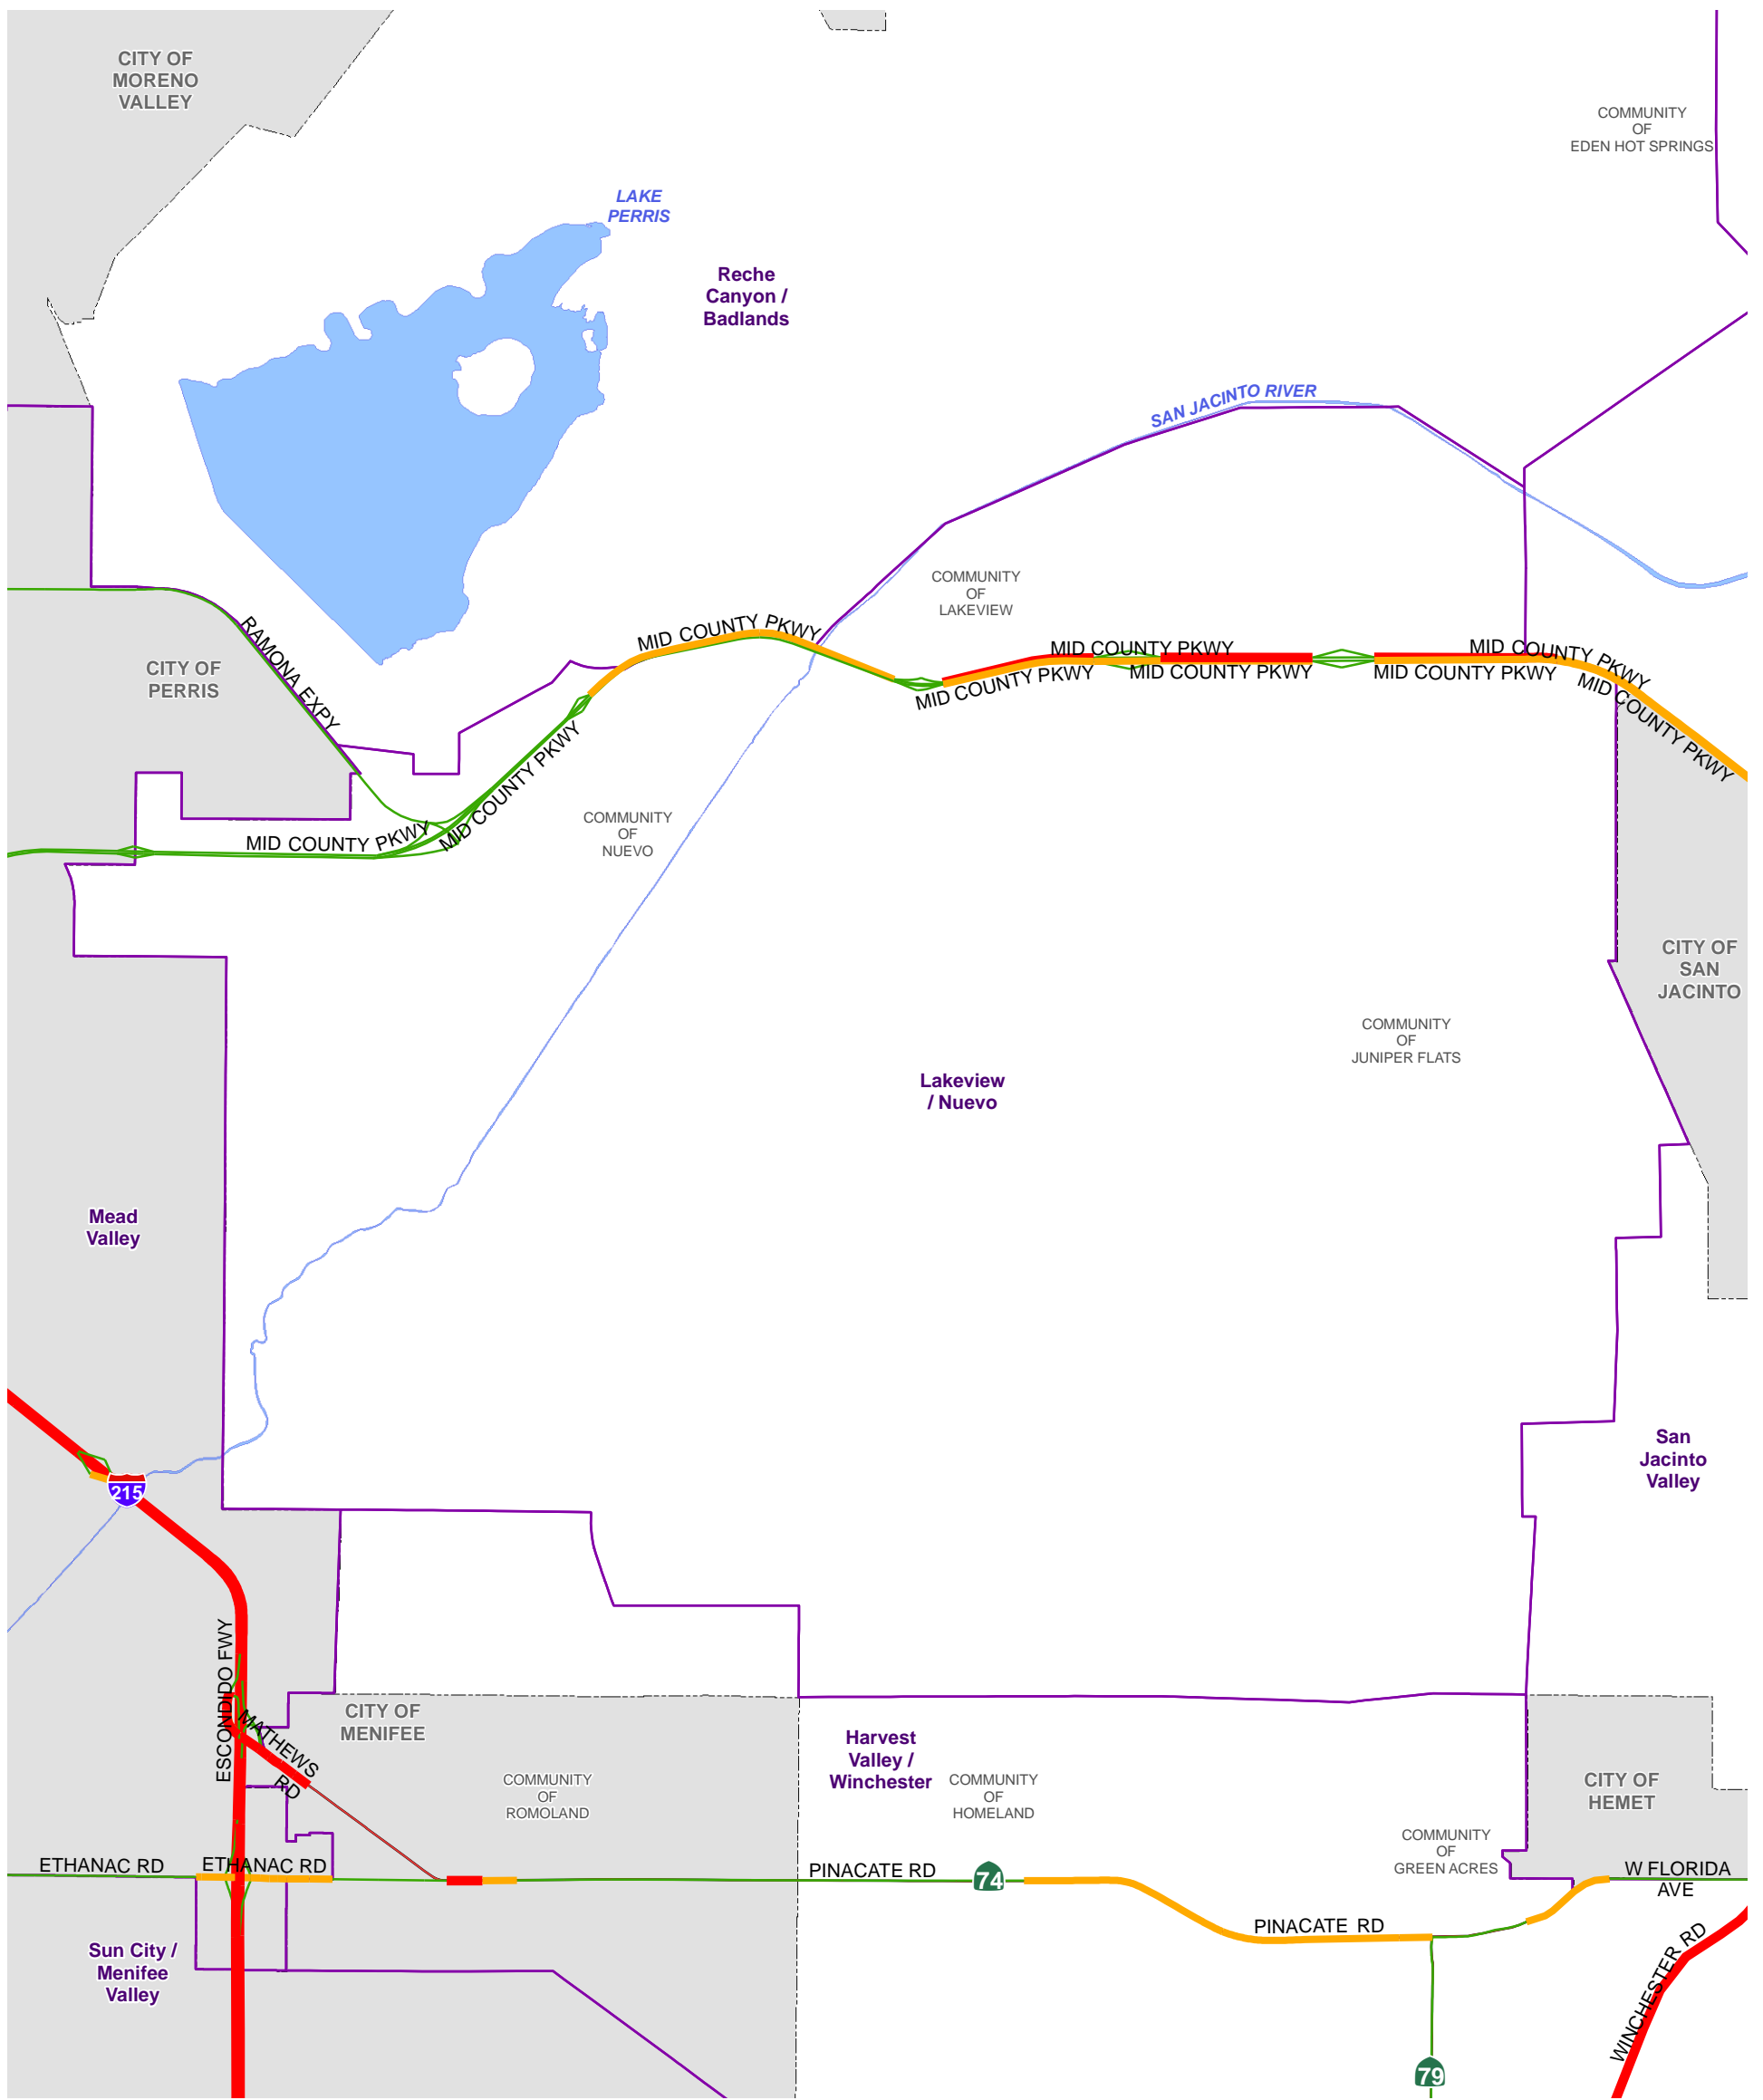 CITY OF
MORENO
VALLEY
COMMUNITY
OF
EDEN HOT SPRINGS
LAKE
PERRIS
Reche
Canyon /
Badlands
SAN JACINTO RIVER
COMMUNITY
OF
LAKEVIEW
RAMONA EXPY
CITY OF
PERRIS
MID COUNTY PKWY
MID COUNTY PKWY
MID COUNTY PKWY
MID COUNTY PKWY
MID COUNTY PKWY
MID COUNTY PKWY
MID COUNTY PKWY
MID COUNTY PKWY
MID COUNTY PKWY
MID COUNTY PKWY
COMMUNITY
OF
NUEVO
CITY OF
SAN
JACINTO
COMMUNITY
OF
JUNIPER FLATS
Lakeview
/ Nuevo
Mead
Valley
San
Jacinto
Valley
215
ESCONDIDO FWY
MATHEWS
RD
CITY OF
MENIFEE
Harvest
Valley /
Winchester
COMMUNITY
OF
ROMOLAND
COMMUNITY
OF
HOMELAND
CITY OF
HEMET
COMMUNITY
OF
GREEN ACRES
ETHANAC RD
ETHANAC RD
PINACATE RD
74
W FLORIDA
AVE
PINACATE RD
Sun City /
Menifee
Valley
WINCHESTER RD
79